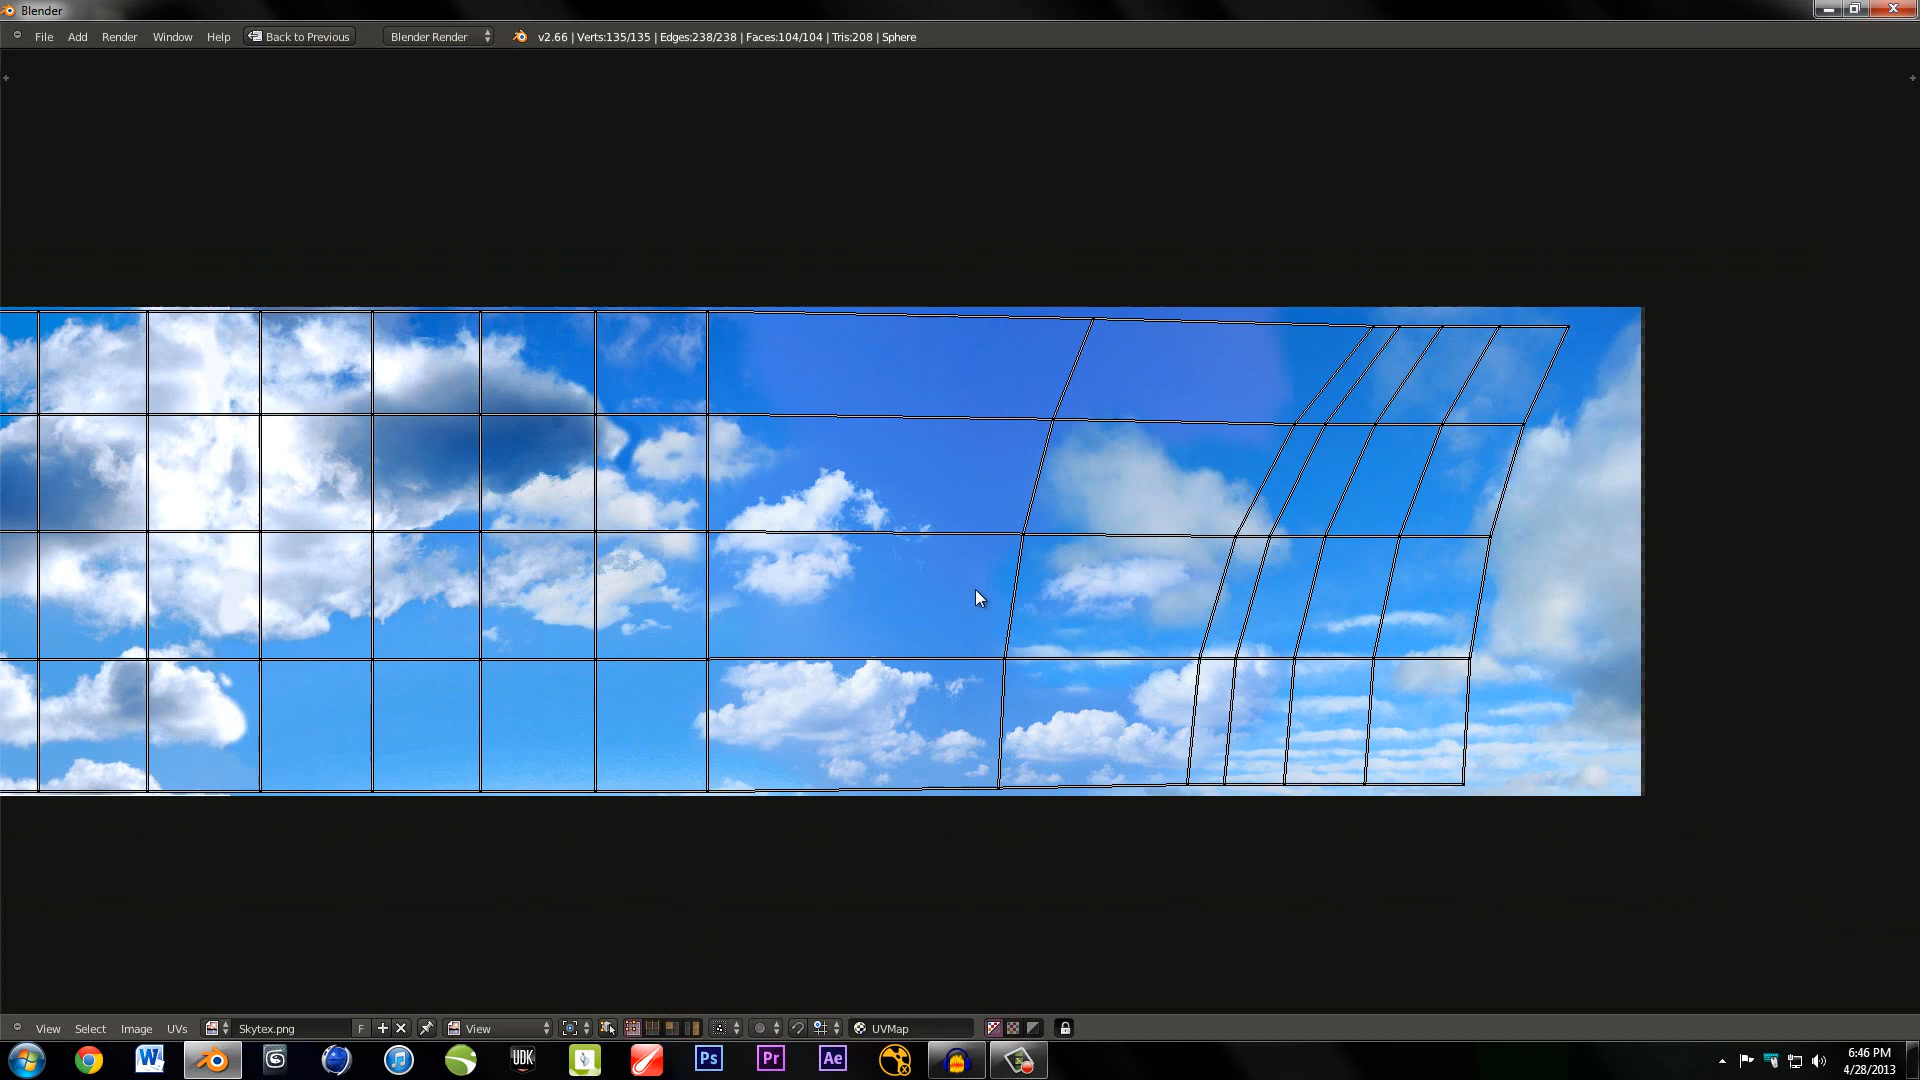 Blender
File Add Render Window Help Back to Previous Blender Render v2.66 | Verts:135/135 | Edges:238/238 | Faces:104/104 | Tris:208 | Sphere
View Select Image UVs Skytex.png F View UVMap
W UDK Ps Pr Ae
6:46 PM
4/28/2013